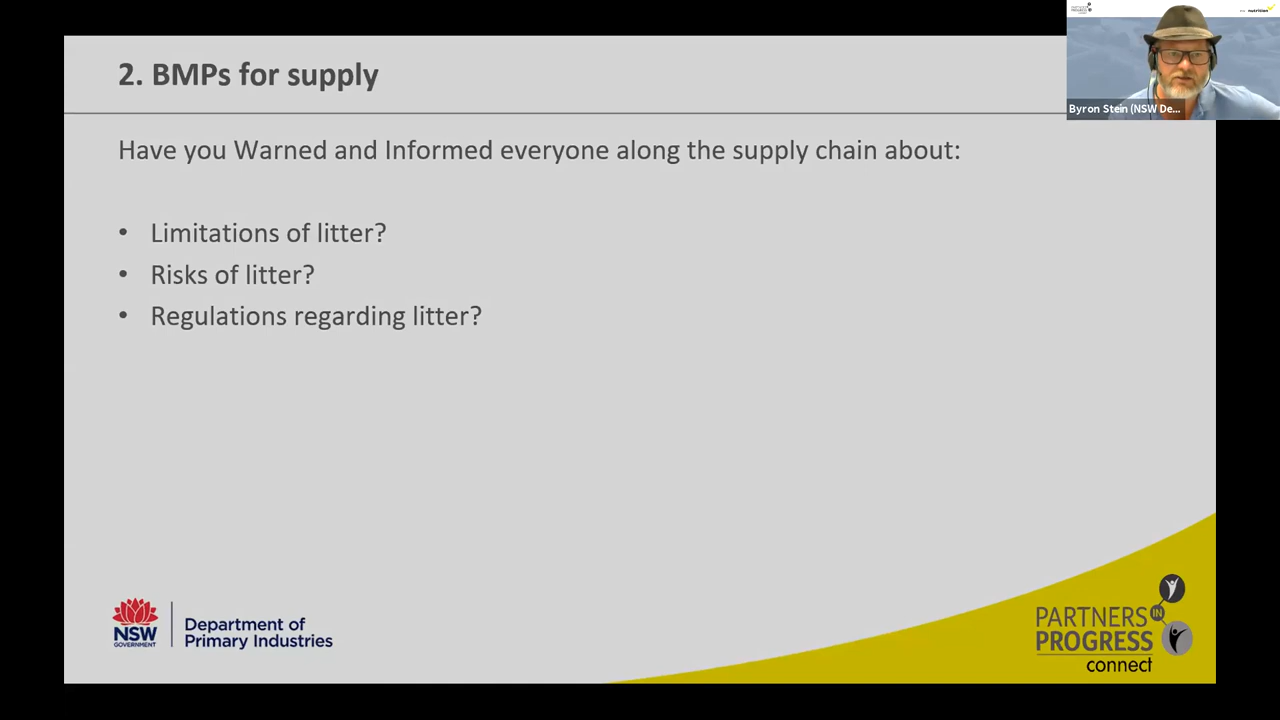 2. BMPs for supply
Have you Warned and Informed everyone along the supply chain about:
• Limitations of litter?
• Risks of litter?
• Regulations regarding litter?
NSW
GOVERNMENT
Department of
Primary Industries
PARTNERS
IN
PROGRESS
connect
nutrition
Byron Stein (NSW De...